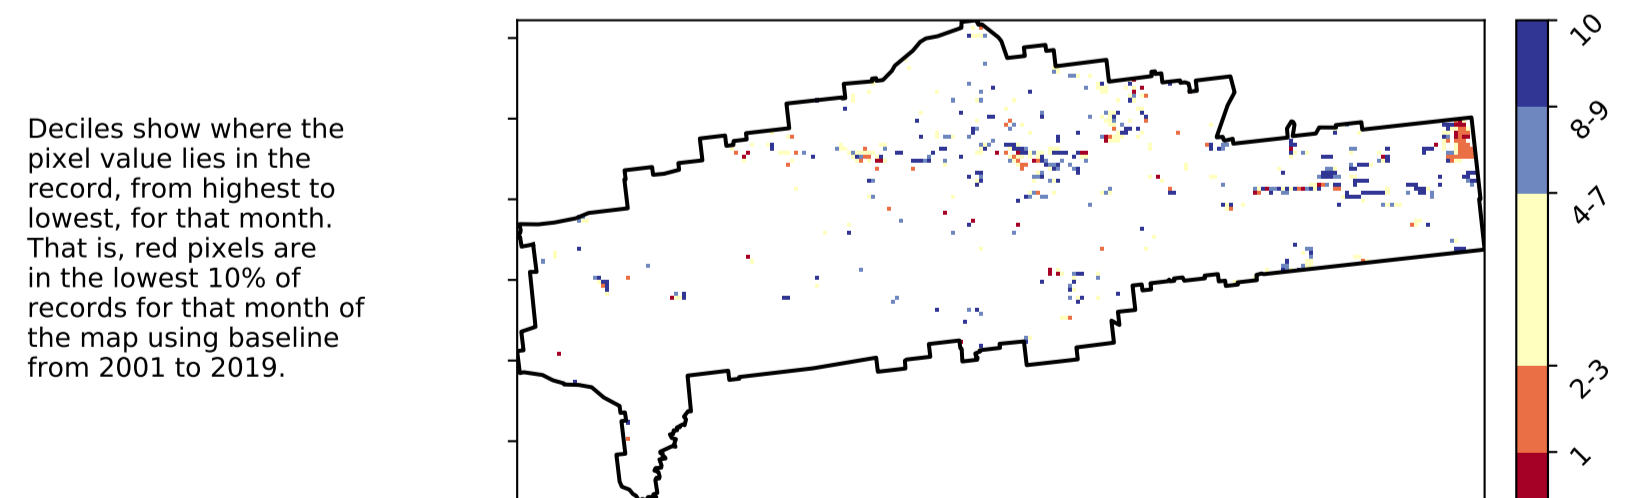 Deciles show where the
pixel value lies in the
record, from highest to
lowest, for that month.
That is, red pixels are
in the lowest 10% of
records for that month of
the map using baseline
from 2001 to 2019.
10
8-9
4-7
2-3
1